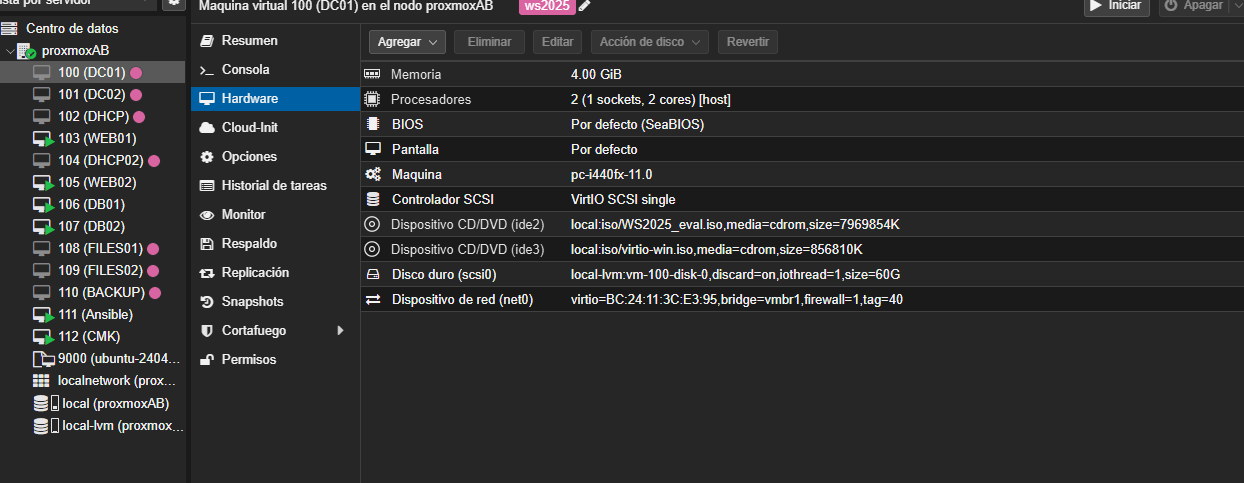 sta por servidor
Centro de datos
proxmoxAB
100 (DC01)
101 (DC02)
102 (DHCP)
103 (WEB01)
104 (DHCP02)
105 (WEB02)
106 (DB01)
107 (DB02)
108 (FILES01)
109 (FILES02)
110 (BACKUP)
111 (Ansible)
112 (CMK)
9000 (ubuntu-2404...
localnetwork (prox...
local (proxmoxAB)
local-lvm (proxmox...
Maquina virtual 100 (DC01) en el nodo proxmoxAB ws2025 Iniciar Apagar
Resumen
Consola
Hardware
Cloud-Init
Opciones
Historial de tareas
Monitor
Respaldo
Replicación
Snapshots
Cortafuego
Permisos
Agregar Eliminar Editar Acción de disco Revertir
Memoria 4.00 GiB
Procesadores 2 (1 sockets, 2 cores) [host]
BIOS Por defecto (SeaBIOS)
Pantalla Por defecto
Maquina pc-i440fx-11.0
Controlador SCSI VirtIO SCSI single
Dispositivo CD/DVD (ide2) local:iso/WS2025_eval.iso,media=cdrom,size=7969854K
Dispositivo CD/DVD (ide3) local:iso/virtio-win.iso,media=cdrom,size=856810K
Disco duro (scsi0) local-lvm:vm-100-disk-0,discard=on,iothread=1,size=60G
Dispositivo de red (net0) virtio=BC:24:11:3C:E3:95,bridge=vmbr1,firewall=1,tag=40